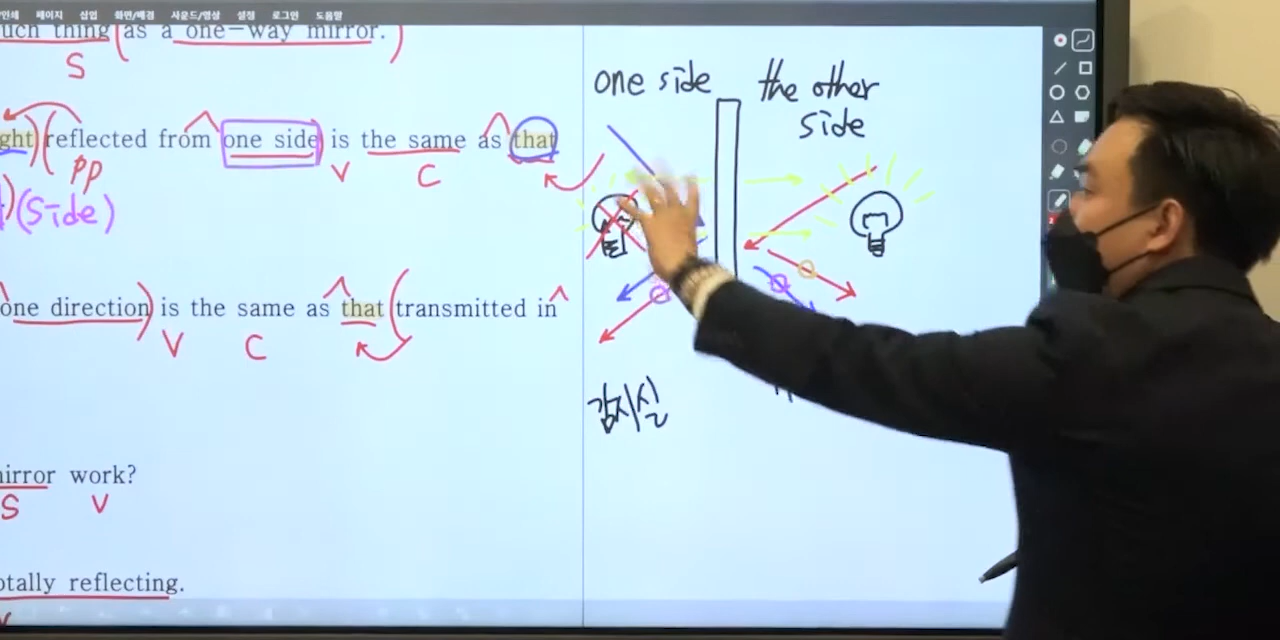 인쇄 페이지 삽입 화면/배경 사운드/영상 설정 로그인 도움말
uch thing (as a one-way mirror.)
S
one side
the other
side
ght) (reflected from one side) is the same as that
pp
V
C
(side)
one direction) is the same as that (transmitted in
V
C
감시실
irror work?
S
V
otally reflecting.